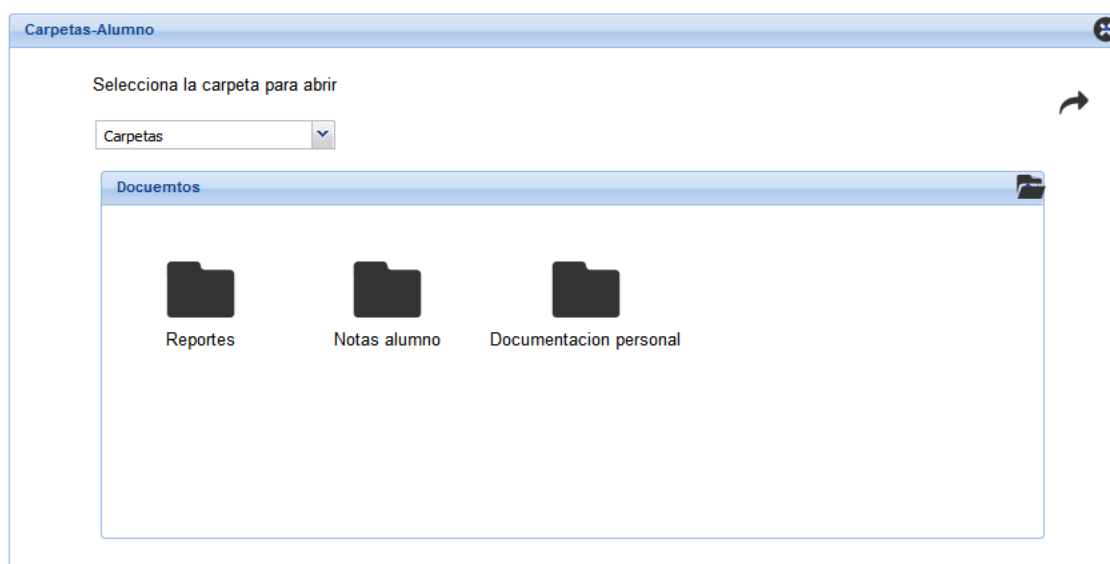 Carpetas-Alumno
Selecciona la carpeta para abrir
Carpetas
Docuemtos
Reportes
Notas alumno
Documentacion personal